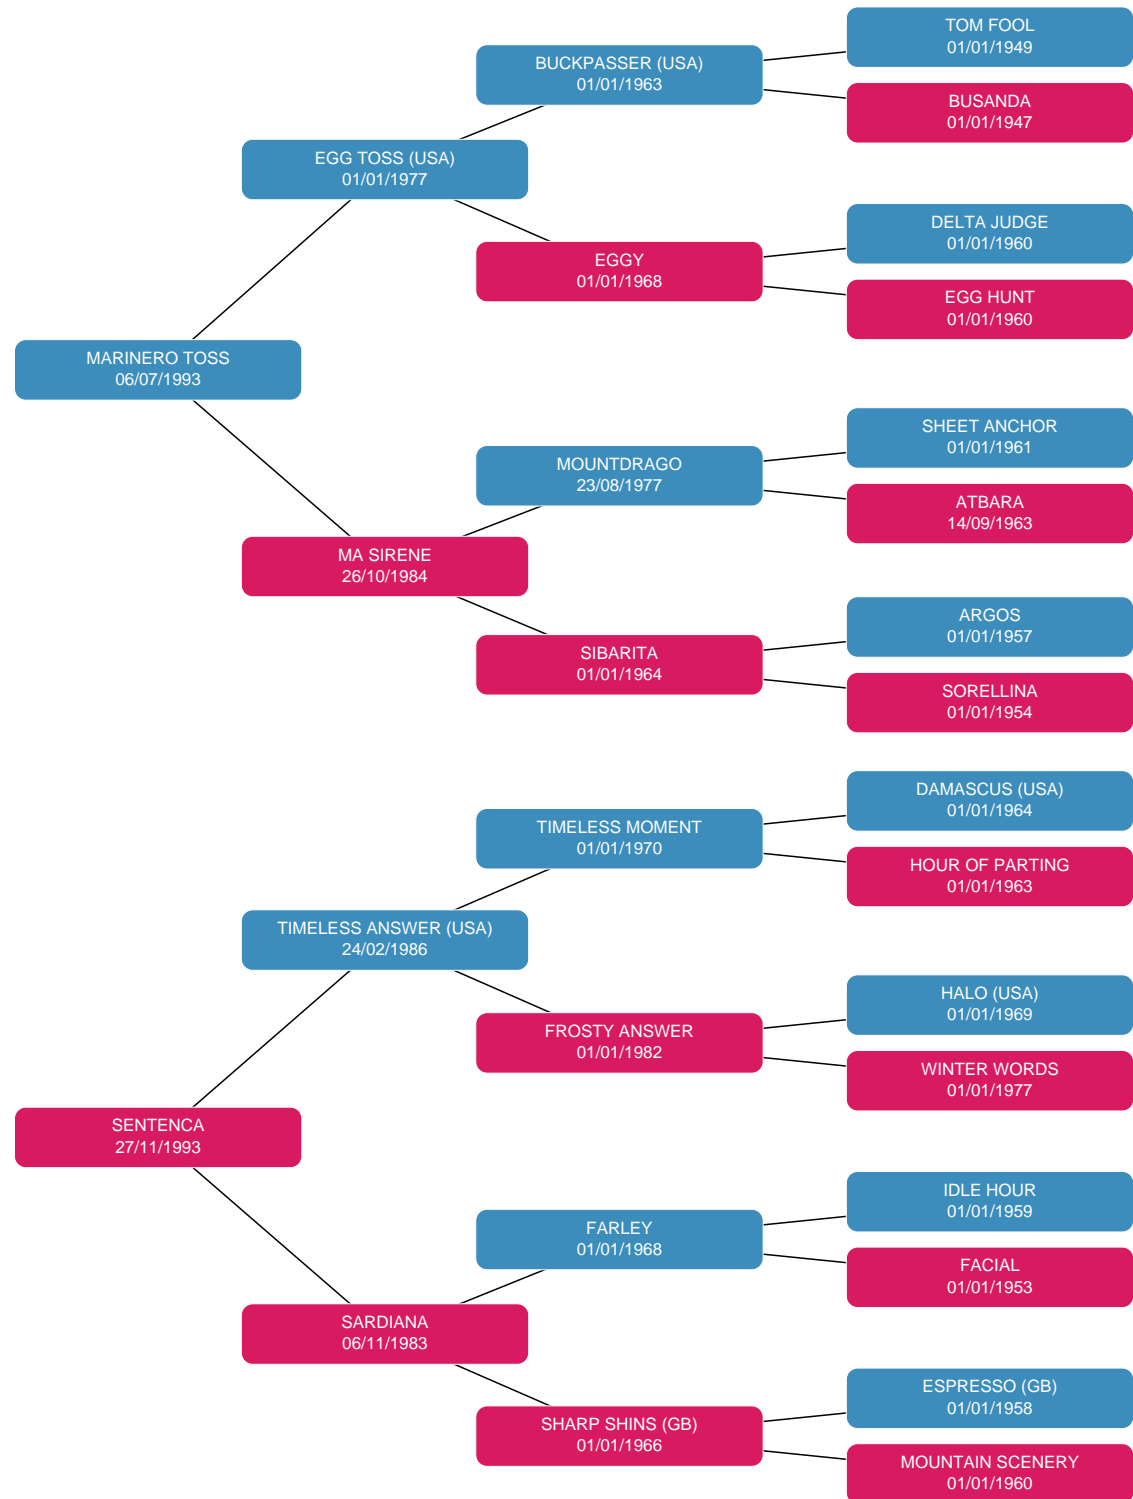 TOM FOOL
01/01/1949
BUCKPASSER (USA)
01/01/1963
BUSANDA
01/01/1947
EGG TOSS (USA)
01/01/1977
DELTA JUDGE
01/01/1960
EGGY
01/01/1968
EGG HUNT
01/01/1960
MARINERO TOSS
06/07/1993
SHEET ANCHOR
01/01/1961
MOUNTDRAGO
23/08/1977
ATBARA
14/09/1963
MA SIRENE
26/10/1984
ARGOS
01/01/1957
SIBARITA
01/01/1964
SORELLINA
01/01/1954
DAMASCUS (USA)
01/01/1964
TIMELESS MOMENT
01/01/1970
HOUR OF PARTING
01/01/1963
TIMELESS ANSWER (USA)
24/02/1986
HALO (USA)
01/01/1969
FROSTY ANSWER
01/01/1982
WINTER WORDS
01/01/1977
SENTENCA
27/11/1993
IDLE HOUR
01/01/1959
FARLEY
01/01/1968
FACIAL
01/01/1953
SARDIANA
06/11/1983
ESPRESSO (GB)
01/01/1958
SHARP SHINS (GB)
01/01/1966
MOUNTAIN SCENERY
01/01/1960